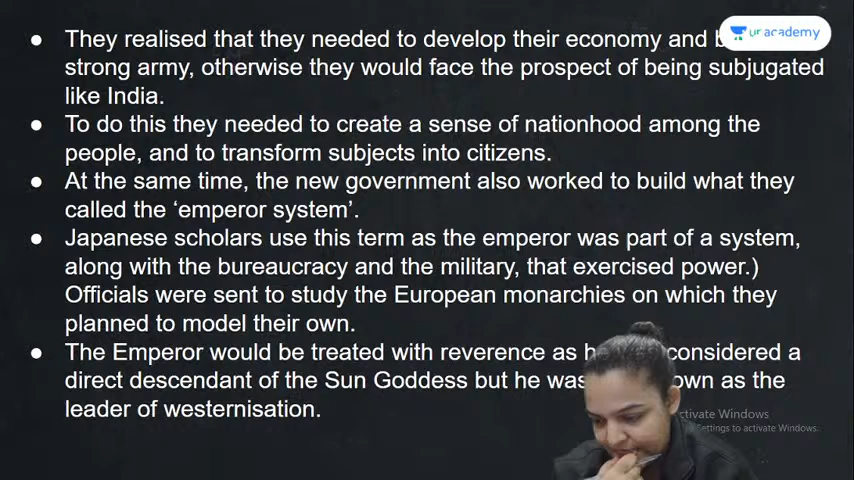 ● They realised that they needed to develop their economy and
strong army, otherwise they would face the prospect of being subjugated
like India.
● To do this they needed to create a sense of nationhood among the
people, and to transform subjects into citizens.
● At the same time, the new government also worked to build what they
called the ‘emperor system’.
● Japanese scholars use this term as the emperor was part of a system,
along with the bureaucracy and the military, that exercised power.)
Officials were sent to study the European monarchies on which they
planned to model their own.
● The Emperor would be treated with reverence as considered a
direct descendant of the Sun Goddess but he was as the
leader of westernisation.
academy
ctivate Windows
Settings to activate Windows.